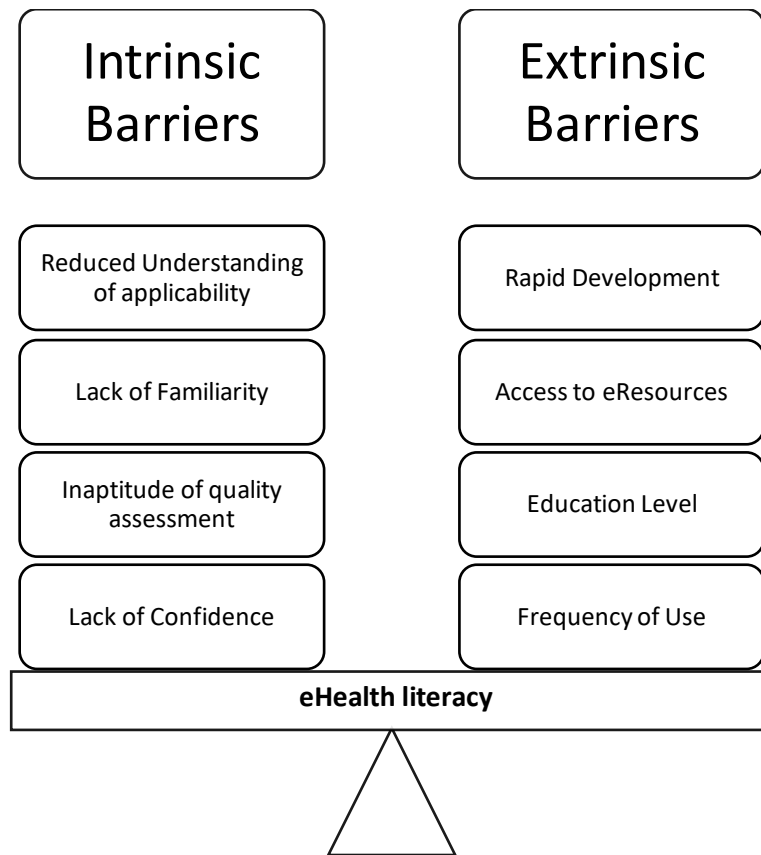 Intrinsic
Barriers
Reduced Understanding
of applicability
Lack of Familiarity
Inaptitude of quality
assessment
Lack of Confidence
Extrinsic
Barriers
Rapid Development
Access to eResources
Education Level
Frequency of Use
eHealth literacy